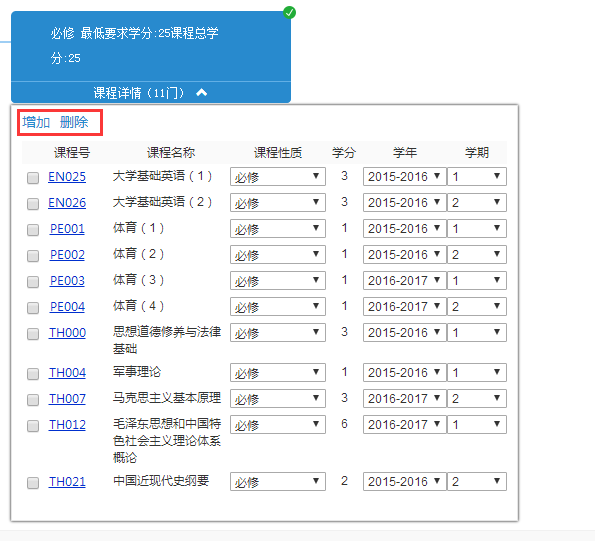 必修 最低要求学分:25课程总学
分:25
课程详情（11门）
增加 删除
课程号 课程名称 课程性质 学分 学年 学期
EN025 大学基础英语（1） 必修 3 2015-2016 1
EN026 大学基础英语（2） 必修 3 2015-2016 2
PE001 体育（1） 必修 1 2015-2016 1
PE002 体育（2） 必修 1 2015-2016 2
PE003 体育（3） 必修 1 2016-2017 1
PE004 体育（4） 必修 1 2016-2017 2
TH000 思想道德修养与法律 必修 3 2015-2016 1
基础
TH004 军事理论 必修 1 2015-2016 1
TH007 马克思主义基本原理 必修 3 2016-2017 2
TH012 毛泽东思想和中国特 必修 6 2016-2017 1
色社会主义理论体系
概论
TH021 中国近现代史纲要 必修 2 2015-2016 2